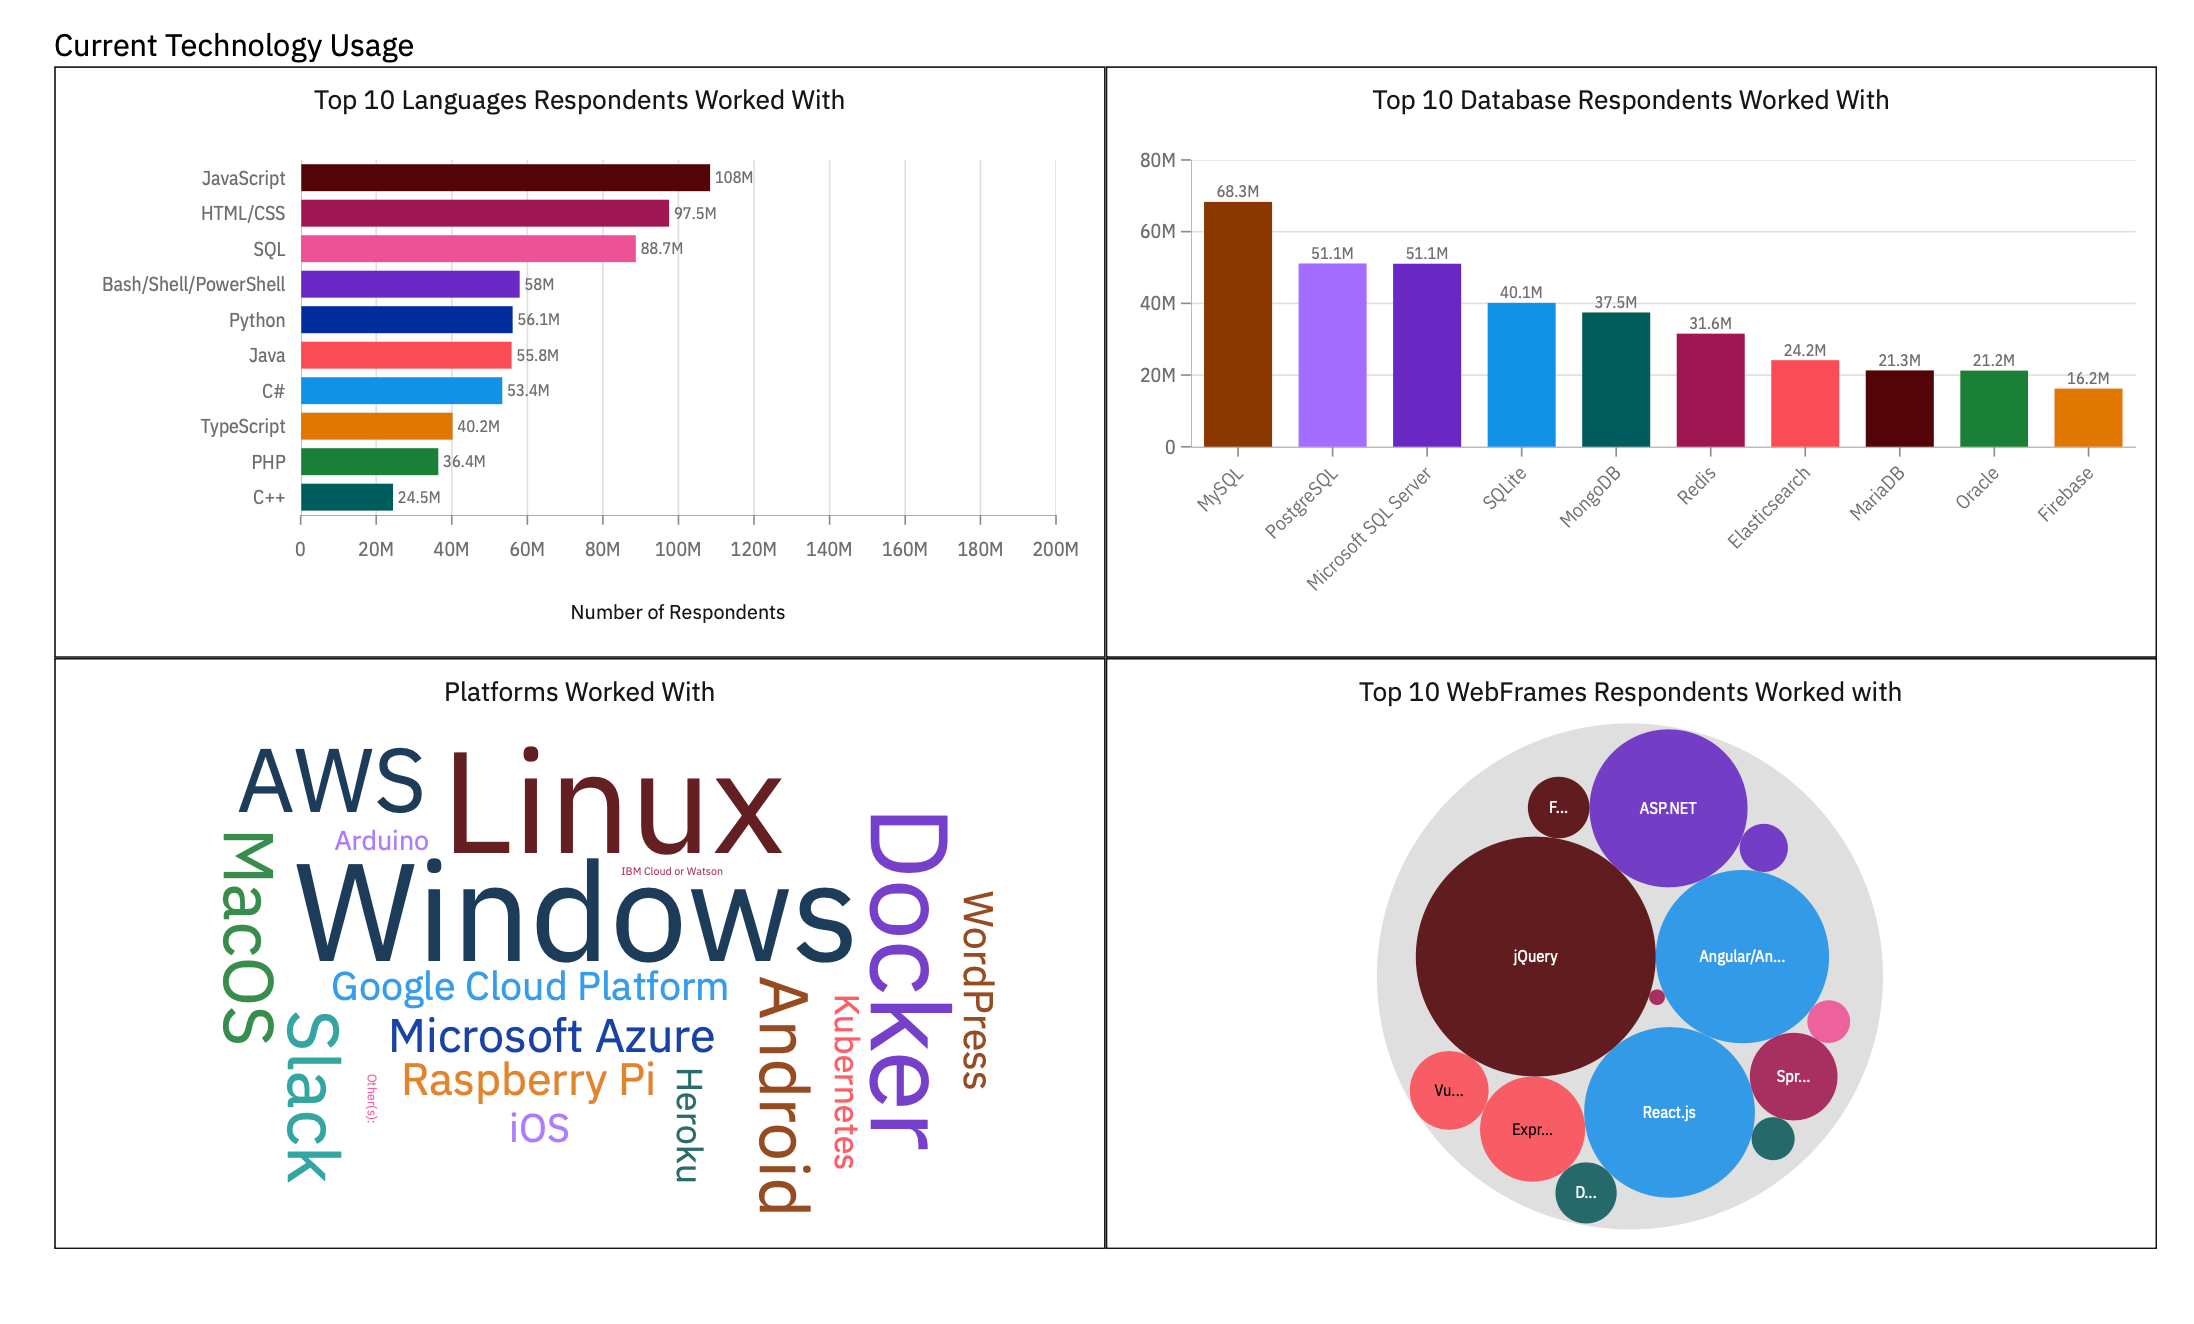 Current Technology Usage
Top 10 Languages Respondents Worked With
JavaScript 108M
HTML/CSS 97.5M
SQL 88.7M
Bash/Shell/PowerShell 58M
Python 56.1M
Java 55.8M
C# 53.4M
TypeScript 40.2M
PHP 36.4M
C++ 24.5M
0 20M 40M 60M 80M 100M 120M 140M 160M 180M 200M
Number of Respondents
Top 10 Database Respondents Worked With
80M
60M
40M
20M
0
68.3M 51.1M 51.1M 40.1M 37.5M 31.6M 24.2M 21.3M 21.2M 16.2M
MySQL PostgreSQL Microsoft SQL Server SQLite MongoDB Redis Elasticsearch MariaDB Oracle Firebase
Platforms Worked With
AWS
Linux
Arduino
MacOS
Windows
IBM Cloud or Watson
Docker
WordPress
Google Cloud Platform
Android
Kubernetes
Microsoft Azure
Slack
Raspberry Pi
Other(s):
Heroku
iOS
Top 10 WebFrames Respondents Worked with
F...
ASP.NET
jQuery
Angular/An...
Vu...
Spr...
Expr...
React.js
D...